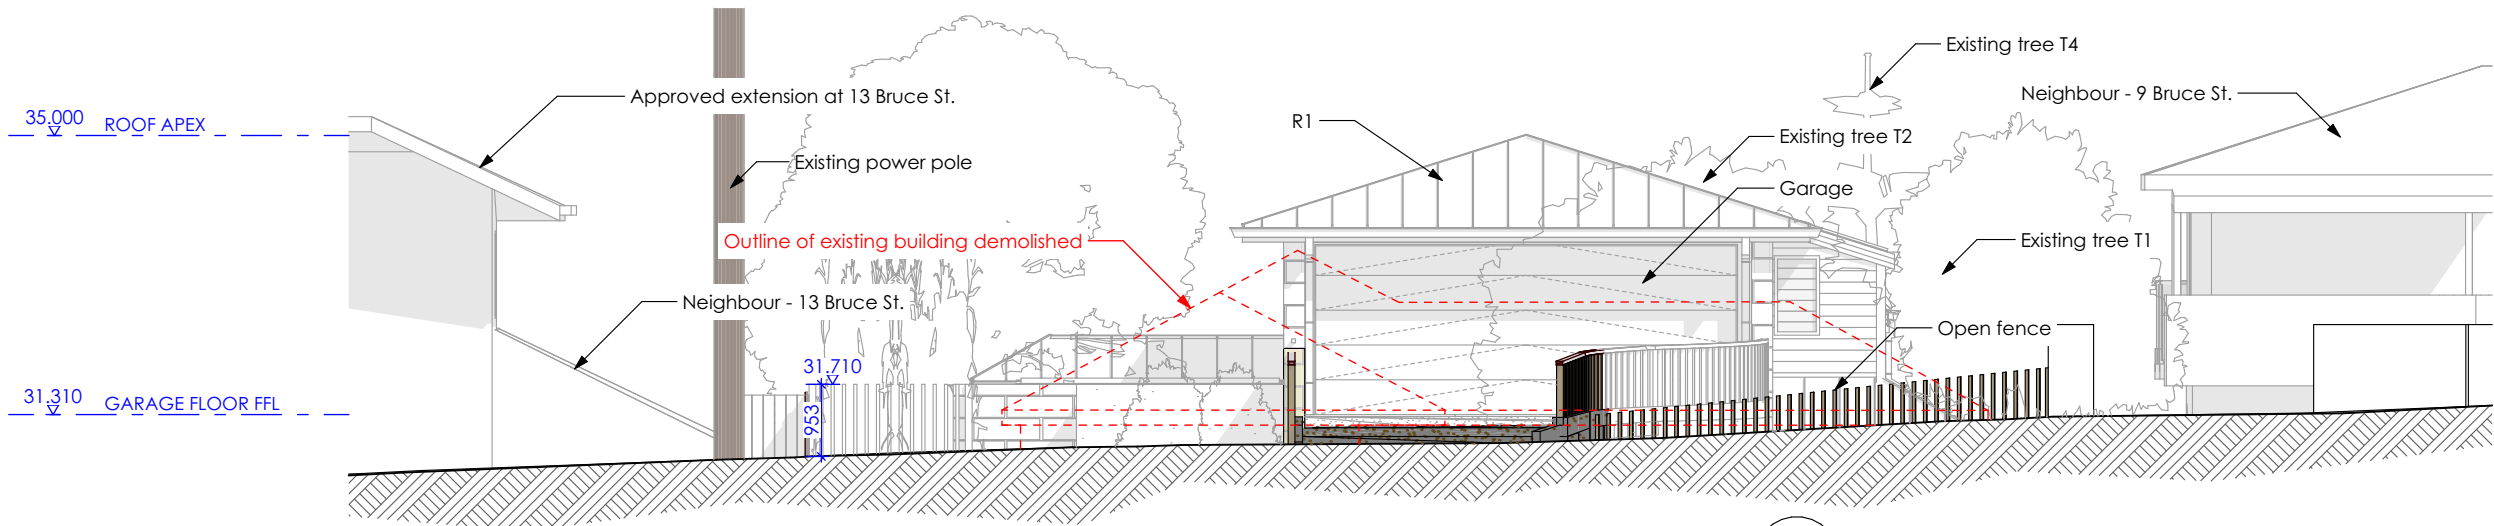 Existing tree T4
Approved extension at 13 Bruce St.
Neighbour - 9 Bruce St.
35.000
ROOF APEX
R1
Existing tree T2
Existing power pole
Garage
Outline of existing building demolished
Existing tree T1
Neighbour - 13 Bruce St.
Open fence
31.710
31.310
GARAGE FLOOR FFL
953